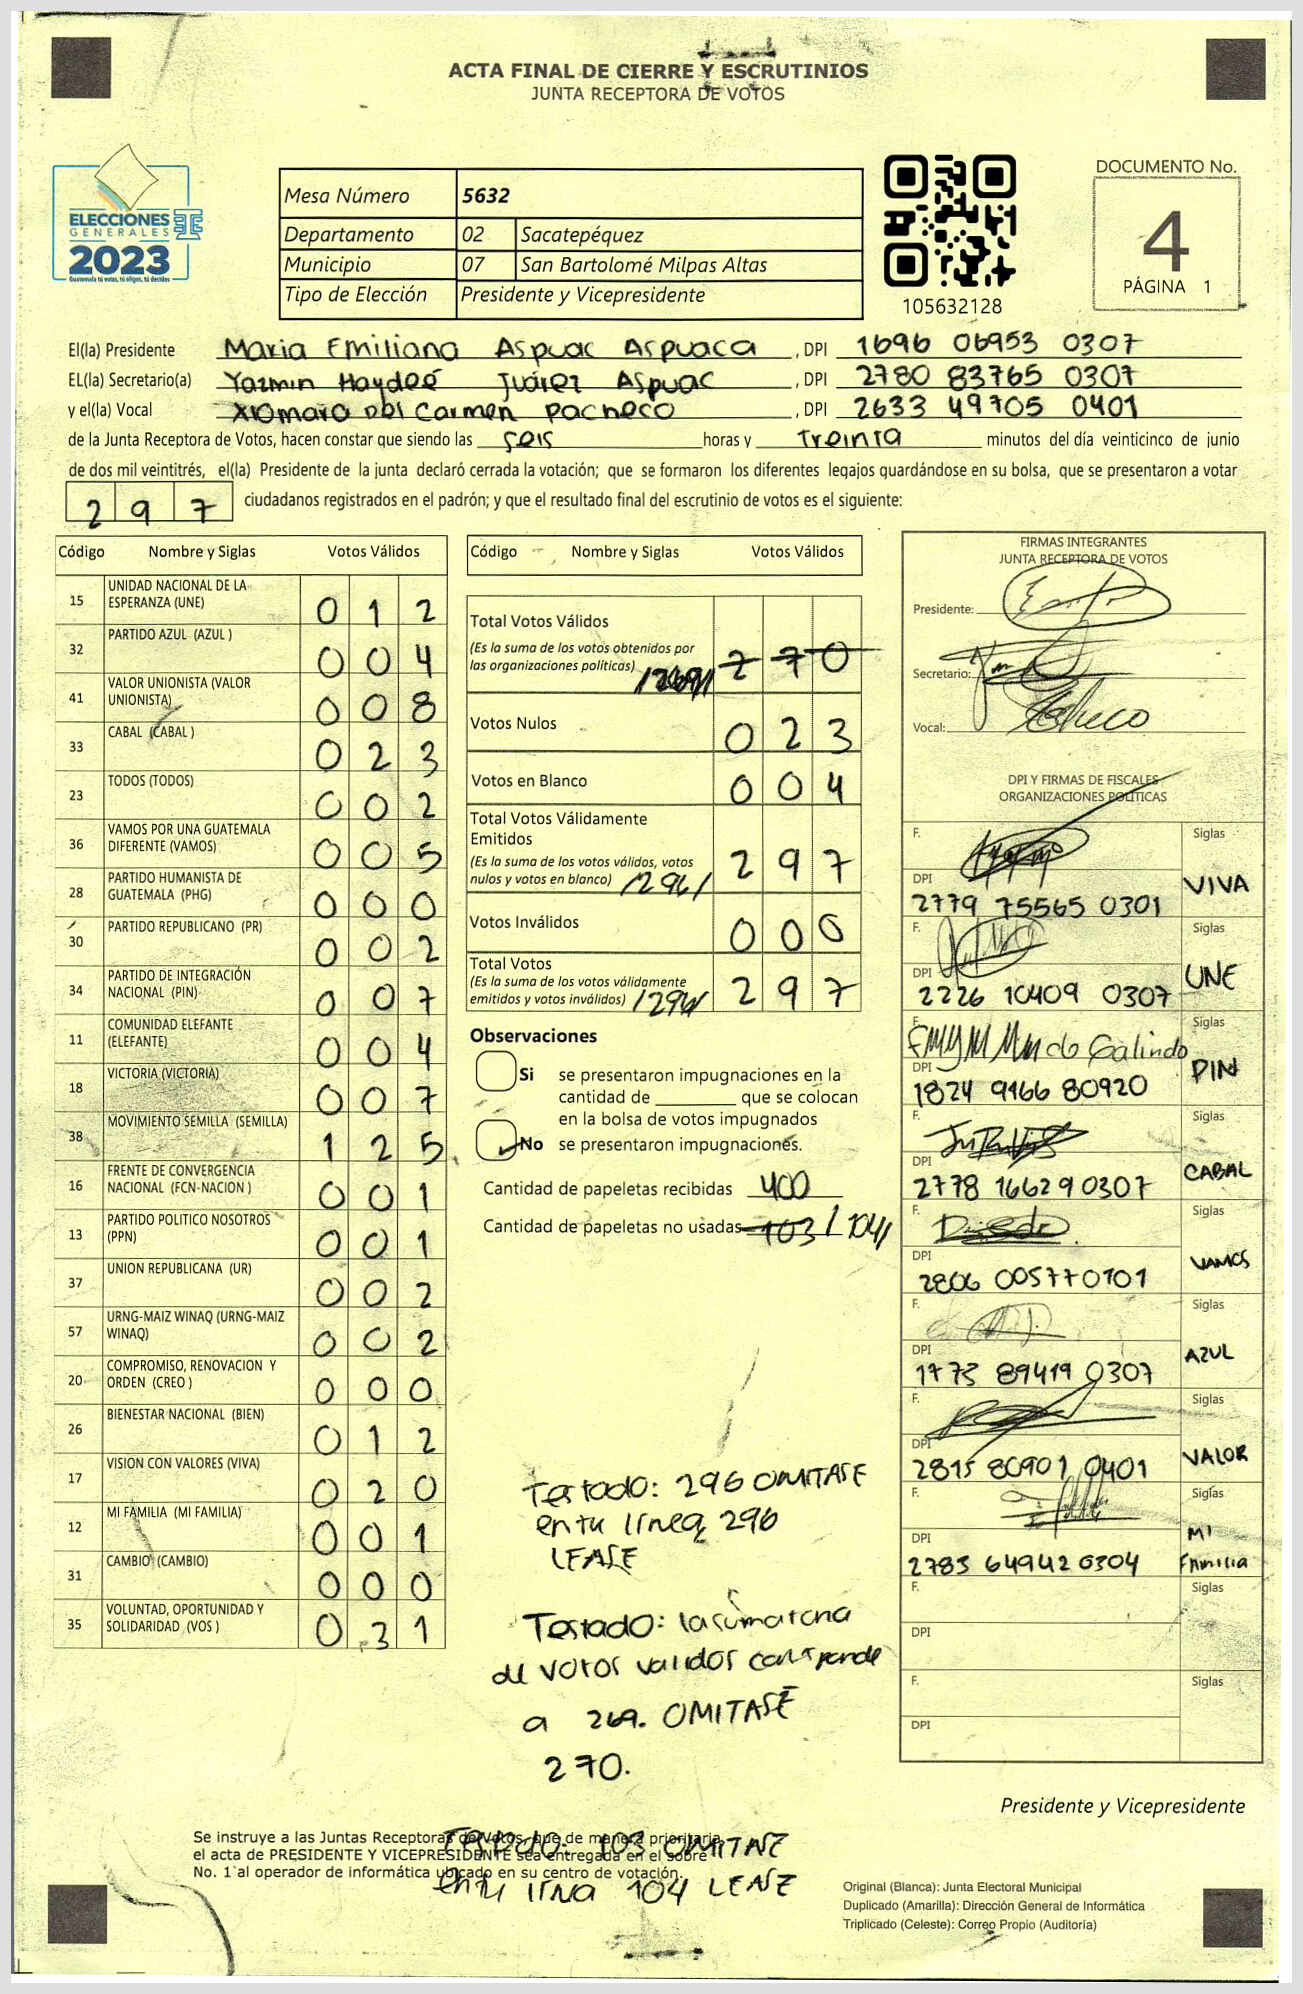 ACTA FINAL DE CIERRE Y ESCRUTINIOS
JUNTA RECEPTORA DE VOTOS
ELECCIONES
GENERALES
2023
Guatemala tú votas, tú eliges, tú decides
Mesa Número 5632
Departamento 02 Sacatepéquez
Municipio 07 San Bartolomé Milpas Altas
Tipo de Elección Presidente y Vicepresidente
105632128
DOCUMENTO No.
4
PÁGINA 1
El(la) Presidente Maria Emiliana Aspuac Aspuaca , DPI 1696 06953 0307
EL(la) Secretario(a) Yazmin Haydeé Juárez Aspuac , DPI 2780 83765 0307
y el(la) Vocal Xiomara Del Carmen Pacheco , DPI 2633 49705 0401
de la Junta Receptora de Votos, hacen constar que siendo las seis horas y treinta minutos del día veinticinco de junio
de dos mil veintitrés, el(la) Presidente de la junta declaró cerrada la votación; que se formaron los diferentes legajos guardándose en su bolsa, que se presentaron a votar
297 ciudadanos registrados en el padrón; y que el resultado final del escrutinio de votos es el siguiente:
Código Nombre y Siglas Votos Válidos
15 UNIDAD NACIONAL DE LA
ESPERANZA (UNE) 0 1 2
32 PARTIDO AZUL (AZUL ) 0 0 4
41 VALOR UNIONISTA (VALOR
UNIONISTA) 0 0 8
33 CABAL (CABAL ) 0 2 3
23 TODOS (TODOS) 0 0 2
36 VAMOS POR UNA GUATEMALA
DIFERENTE (VAMOS) 0 0 5
28 PARTIDO HUMANISTA DE
GUATEMALA (PHG) 0 0 0
30 PARTIDO REPUBLICANO (PR) 0 0 2
34 PARTIDO DE INTEGRACIÓN
NACIONAL (PIN) 0 0 7
11 COMUNIDAD ELEFANTE
(ELEFANTE) 0 0 4
18 VICTORIA (VICTORIA) 0 0 7
38 MOVIMIENTO SEMILLA (SEMILLA) 1 2 5
16 FRENTE DE CONVERGENCIA
NACIONAL (FCN-NACION ) 0 0 1
13 PARTIDO POLITICO NOSOTROS
(PPN) 0 0 1
37 UNION REPUBLICANA (UR) 0 0 2
57 URNG-MAIZ WINAQ (URNG-MAIZ
WINAQ) 0 0 2
20 COMPROMISO, RENOVACION Y
ORDEN (CREO ) 0 0 0
26 BIENESTAR NACIONAL (BIEN) 0 1 2
17 VISION CON VALORES (VIVA) 0 2 0
12 MI FAMILIA (MI FAMILIA) 0 0 1
31 CAMBIO (CAMBIO) 0 0 0
35 VOLUNTAD, OPORTUNIDAD Y
SOLIDARIDAD (VOS ) 0 3 1
Código Nombre y Siglas Votos Válidos
Total Votos Válidos
(Es la suma de los votos obtenidos por
las organizaciones políticas) /269/ 270
Votos Nulos 0 2 3
Votos en Blanco 0 0 4
Total Votos Válidamente
Emitidos
(Es la suma de los votos válidos, votos
nulos y votos en blanco) /296/ 2 9 7
Votos Inválidos 0 0 0
Total Votos
(Es la suma de los votos válidamente
emitidos y votos inválidos) /296/ 2 9 7
Observaciones
Si se presentaron impugnaciones en la
cantidad de ________ que se colocan
en la bolsa de votos impugnados
No se presentaron impugnaciones.
Cantidad de papeletas recibidas 400
Cantidad de papeletas no usadas 103 /104/
Testado: 296 OMITASE
en tu linea 296
LEASE
Testado: la sumatoria
de votos validos corresponde
a 269. OMITASE
270.
Testado: 103 OMITASE
en tu linea 104 LEASE
FIRMAS INTEGRANTES
JUNTA RECEPTORA DE VOTOS
Presidente:
Secretario:
Vocal: Pacheco
DPI Y FIRMAS DE FISCALES
ORGANIZACIONES POLÍTICAS
F. Siglas
DPI 2779 75565 0301 VIVA
F. Siglas
DPI 2226 10409 0307 UNE
F. Galindo Siglas
DPI 1824 9166 80920 PIN
F. Siglas
DPI 2778 16629 0307 CABAL
F. Siglas
DPI 2806 00577 0101 VAMOS
F. Siglas
DPI 1773 89419 0307 AZUL
F. Siglas
DPI 2815 80901 0401 VALOR
F. Siglas
DPI 2783 64942 0304 MI Familia
F. Siglas
DPI
F. Siglas
DPI
Presidente y Vicepresidente
Se instruye a las Juntas Receptoras de Votos, que de manera prioritaria
el acta de PRESIDENTE Y VICEPRESIDENTE sea entregada en el sobre
No. 1 al operador de informática ubicado en su centro de votación.
Original (Blanca): Junta Electoral Municipal
Duplicado (Amarilla): Dirección General de Informática
Triplicado (Celeste): Correo Propio (Auditoría)